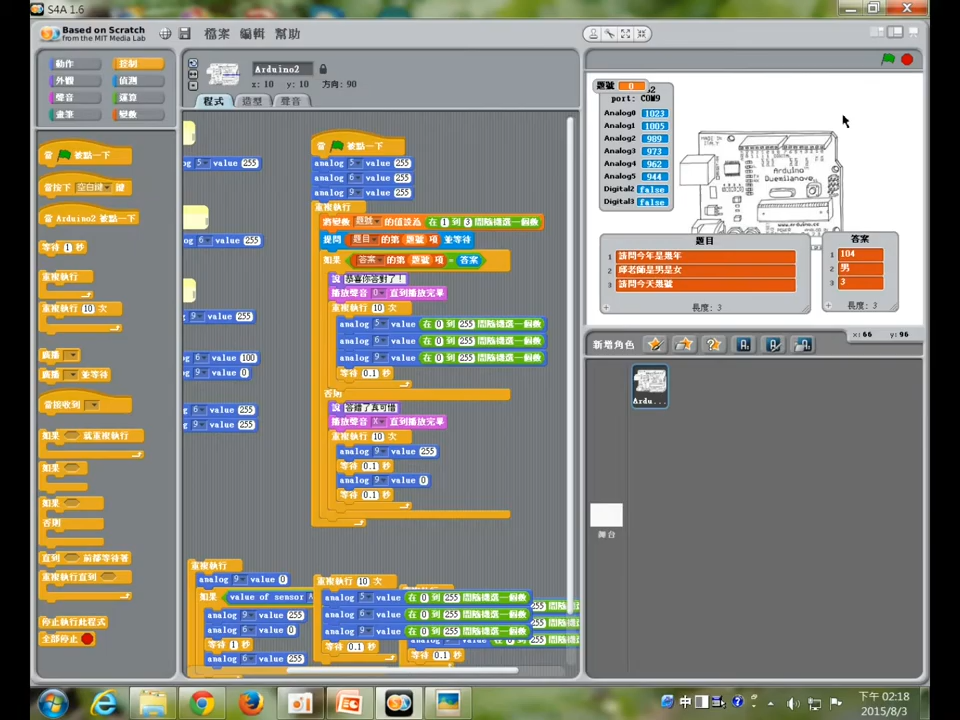 S4A 1.6
Based on Scratch
from the MIT Media Lab
檔案 編輯 幫助
動作 控制
外觀 偵測
聲音 運算
畫筆 變數
Arduino2
x: 10 y: 10 方向: 90
程式 造型 聲音
當 被點一下
當按下 空白鍵 鍵
當 Arduino2 被點一下
等待 1 秒
重複執行
重複執行 10 次
廣播
廣播 並等待
當接收到
如果 就重複執行
如果
如果
否則
直到 前都等待著
重複執行直到
停止執行此程式
全部停止
5 value 255
6 value 255
9 value 255
6 value 100
9 value 0
6 value 255
9 value 255
當 被點一下
analog 5 value 255
analog 6 value 255
analog 9 value 255
重複執行
將變數 題號 的值設為 在 1 到 3 間隨機選一個數
提問 題目 的第 題號 項 並等待
如果 答案 的第 題號 項 = 答案
說 恭喜你答對了
播放聲音 O 直到播放完畢
重複執行 10 次
analog 5 value 在 0 到 255 間隨機選一個數
analog 6 value 在 0 到 255 間隨機選一個數
analog 9 value 在 0 到 255 間隨機選一個數
等待 0.1 秒
否則
說 答錯了真可惜
播放聲音 X 直到播放完畢
重複執行 10 次
analog 9 value 255
等待 0.1 秒
analog 9 value 0
等待 0.1 秒
重複執行
analog 9 value 0
如果 value of sensor
analog 9 value 255
analog 6 value 0
等待 1 秒
analog 6 value 255
重複執行 10 次
analog 5 value 在 0 到 255 間隨機選一個數
analog 6 value 在 0 到 255 間隨機選一個數
analog 9 value 在 0 到 255 間隨機選一個數
等待 0.1 秒
等待 0.1 秒
題號 0
port: COM9
Analog0 1023
Analog1 1005
Analog2 989
Analog3 973
Analog4 962
Analog5 944
Digital2 false
Digital3 false
MADE IN ITALY
Arduino
Duemilanove
題目
1 請問今年是幾年
2 邱老師是男是女
3 請問今天幾號
長度: 3
答案
1 104
2 男
3 3
長度: 3
x: 66 y: 96
新增角色
Ardu...
舞台
中
下午 02:18
2015/8/3